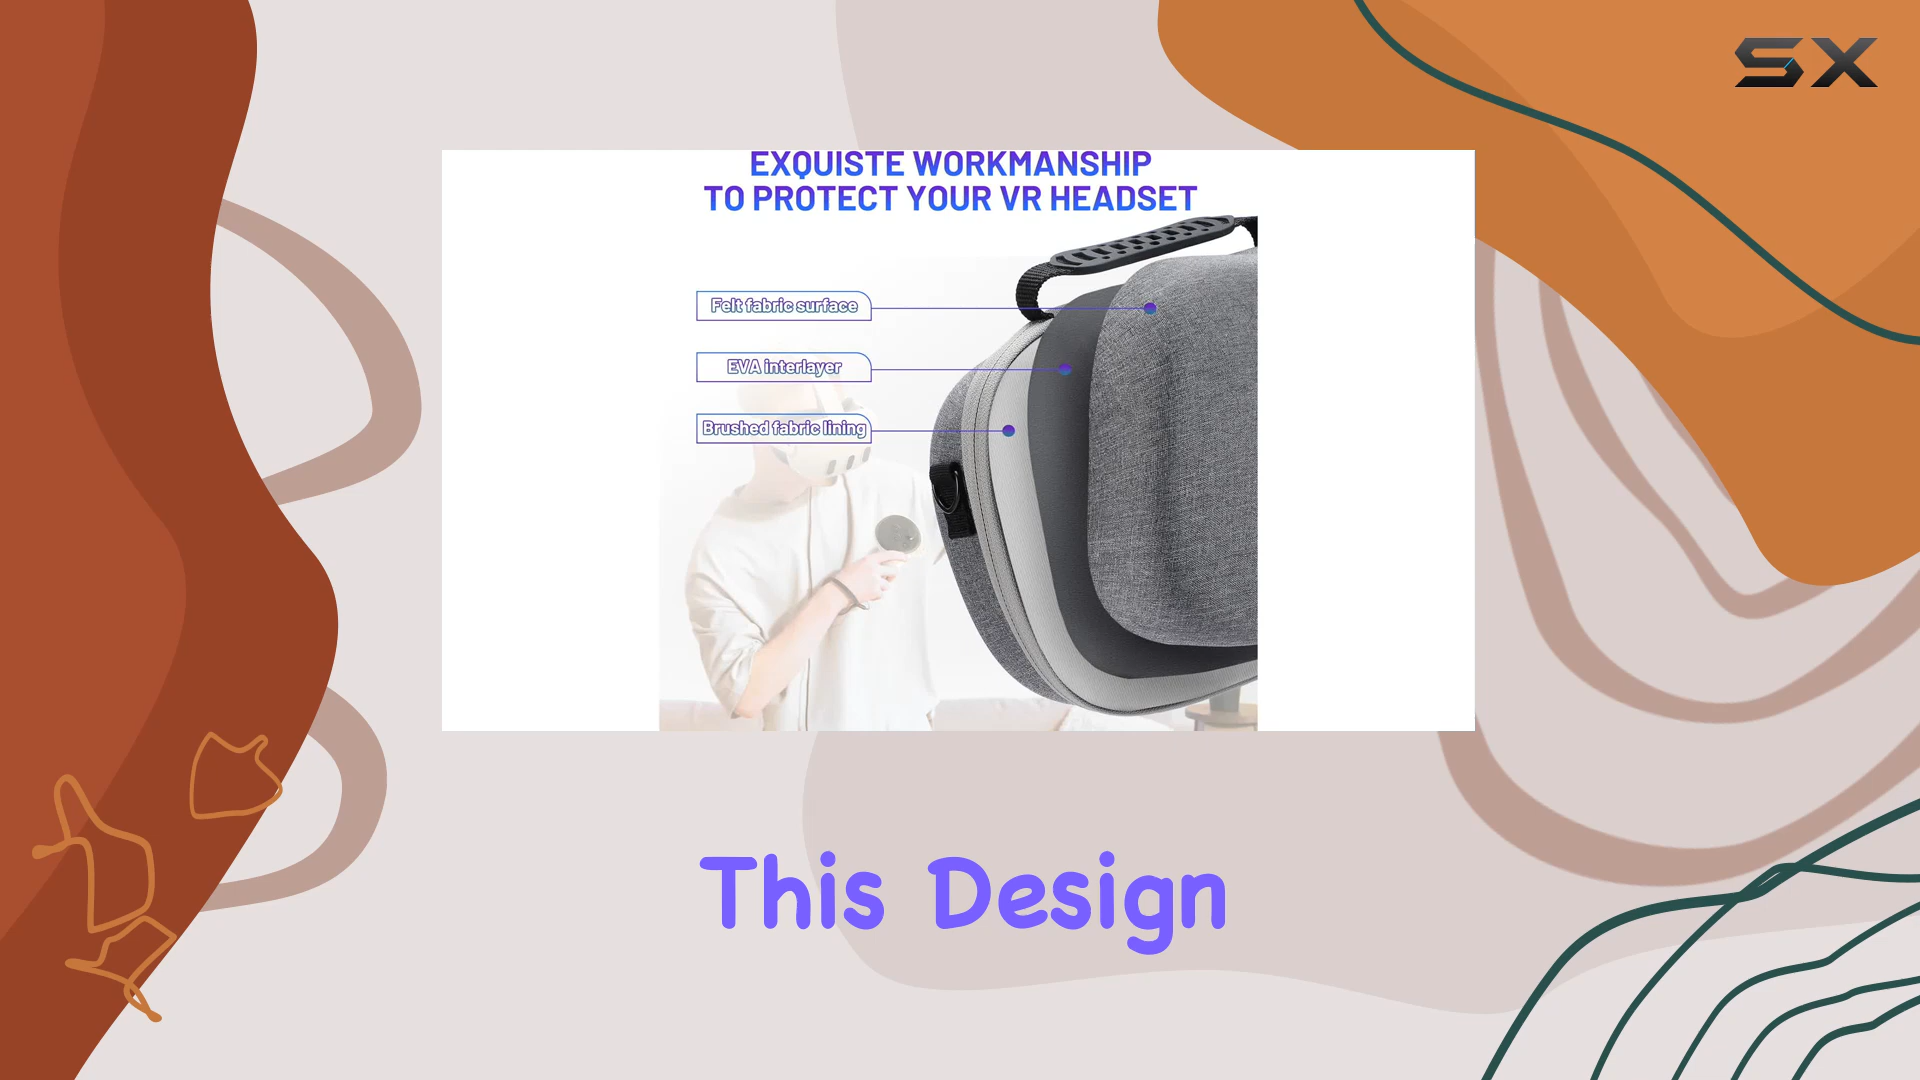 SX
EXQUISTE WORKMANSHIP
TO PROTECT YOUR VR HEADSET
Felt fabric surface
EVA interlayer
Brushed fabric lining
This Design